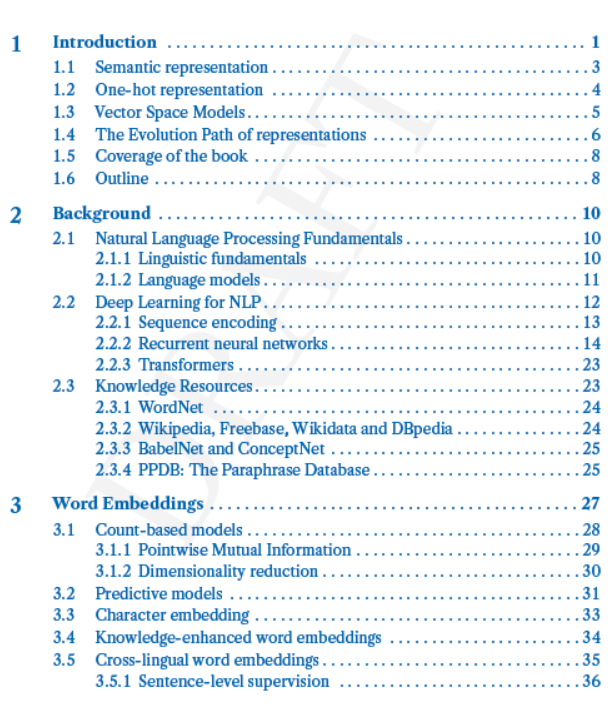 1 Introduction ................................................ 1
1.1 Semantic representation ................................................ 3
1.2 One-hot representation ................................................ 4
1.3 Vector Space Models ................................................ 5
1.4 The Evolution Path of representations ................................................ 6
1.5 Coverage of the book ................................................ 8
1.6 Outline ................................................ 8
2 Background ................................................ 10
2.1 Natural Language Processing Fundamentals ................................................ 10
2.1.1 Linguistic fundamentals ................................................ 10
2.1.2 Language models ................................................ 11
2.2 Deep Learning for NLP ................................................ 12
2.2.1 Sequence encoding ................................................ 13
2.2.2 Recurrent neural networks ................................................ 14
2.2.3 Transformers ................................................ 23
2.3 Knowledge Resources ................................................ 23
2.3.1 WordNet ................................................ 24
2.3.2 Wikipedia, Freebase, Wikidata and DBpedia ................................................ 24
2.3.3 BabelNet and ConceptNet ................................................ 25
2.3.4 PPDB: The Paraphrase Database ................................................ 25
3 Word Embeddings ................................................ 27
3.1 Count-based models ................................................ 28
3.1.1 Pointwise Mutual Information ................................................ 29
3.1.2 Dimensionality reduction ................................................ 30
3.2 Predictive models ................................................ 31
3.3 Character embedding ................................................ 33
3.4 Knowledge-enhanced word embeddings ................................................ 34
3.5 Cross-lingual word embeddings ................................................ 35
3.5.1 Sentence-level supervision ................................................ 36
DRAFT